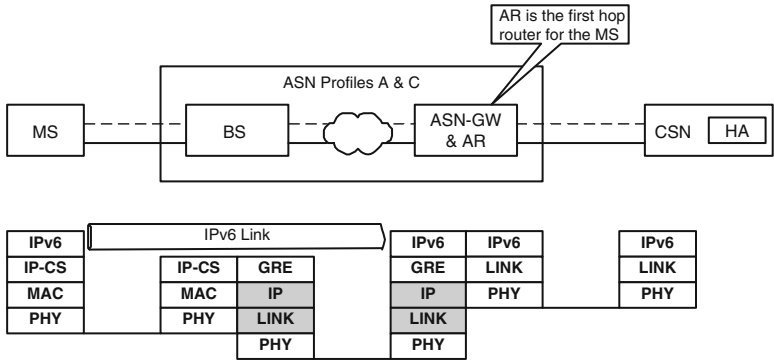 AR is the first hop
router for the MS
ASN Profiles A & C
MS
BS
ASN-GW
& AR
CSN
HA
IPv6 Link
IPv6
IPv6 IPv6
IPv6
IP-CS
IP-CS GRE
GRE LINK
LINK
MAC
MAC IP
IP PHY
PHY
PHY
PHY LINK
LINK
PHY
PHY